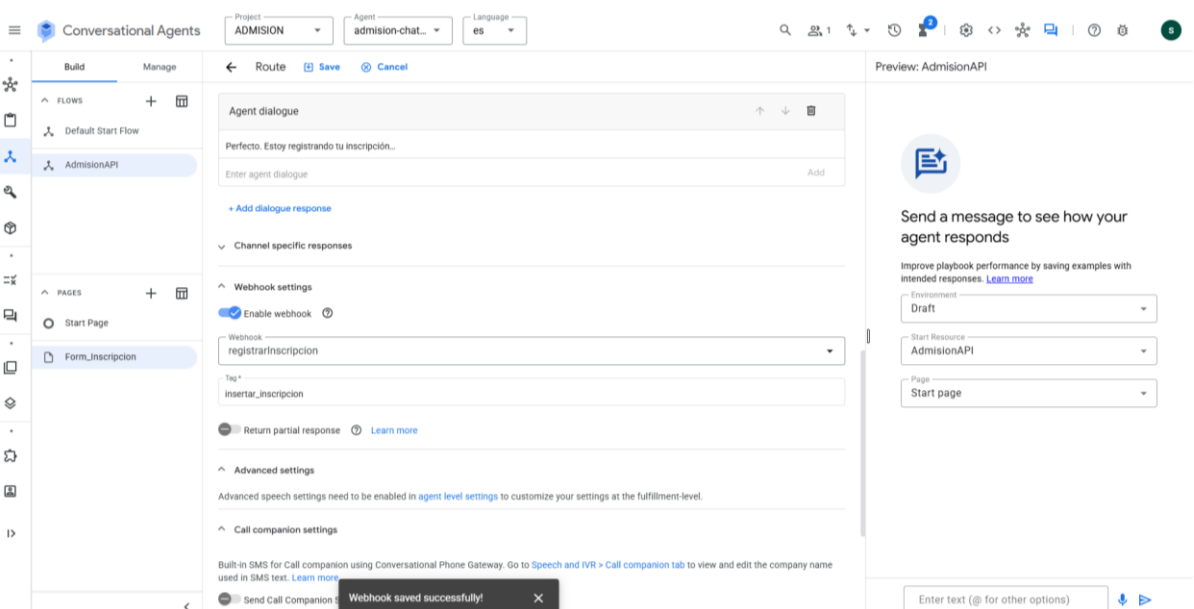 Conversational Agents
Project
ADMISION
Agent
admision-chat...
Language
es
1
2
S
Build
Manage
Route
Save
Cancel
Preview: AdmisionAPI
FLOWS
Default Start Flow
AdmisionAPI
PAGES
Start Page
Form_Inscripcion
Agent dialogue
Perfecto. Estoy registrando tu inscripción...
Enter agent dialogue
Add
+ Add dialogue response
Channel specific responses
Webhook settings
Enable webhook
Webhook
registrarInscripcion
Tag*
insertar_inscripcion
Return partial response
Learn more
Advanced settings
Advanced speech settings need to be enabled in agent level settings to customize your settings at the fulfillment-level.
Call companion settings
Built-in SMS for Call companion using Conversational Phone Gateway. Go to Speech and IVR > Call companion tab to view and edit the company name
used in SMS text. Learn more
Send Call Companion
Webhook saved successfully!
Send a message to see how your
agent responds
Improve playbook performance by saving examples with
intended responses. Learn more
Environment
Draft
Start Resource
AdmisionAPI
Page
Start page
Enter text (@ for other options)